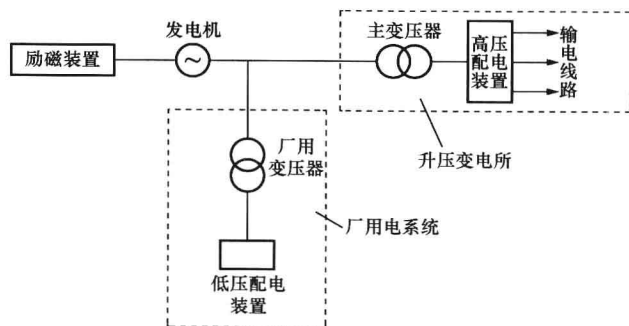 发电机
励磁装置
~
主变压器
高压
配电
装置
输
电
线
路
升压变电所
厂用
变压器
厂用电系统
低压配电
装置